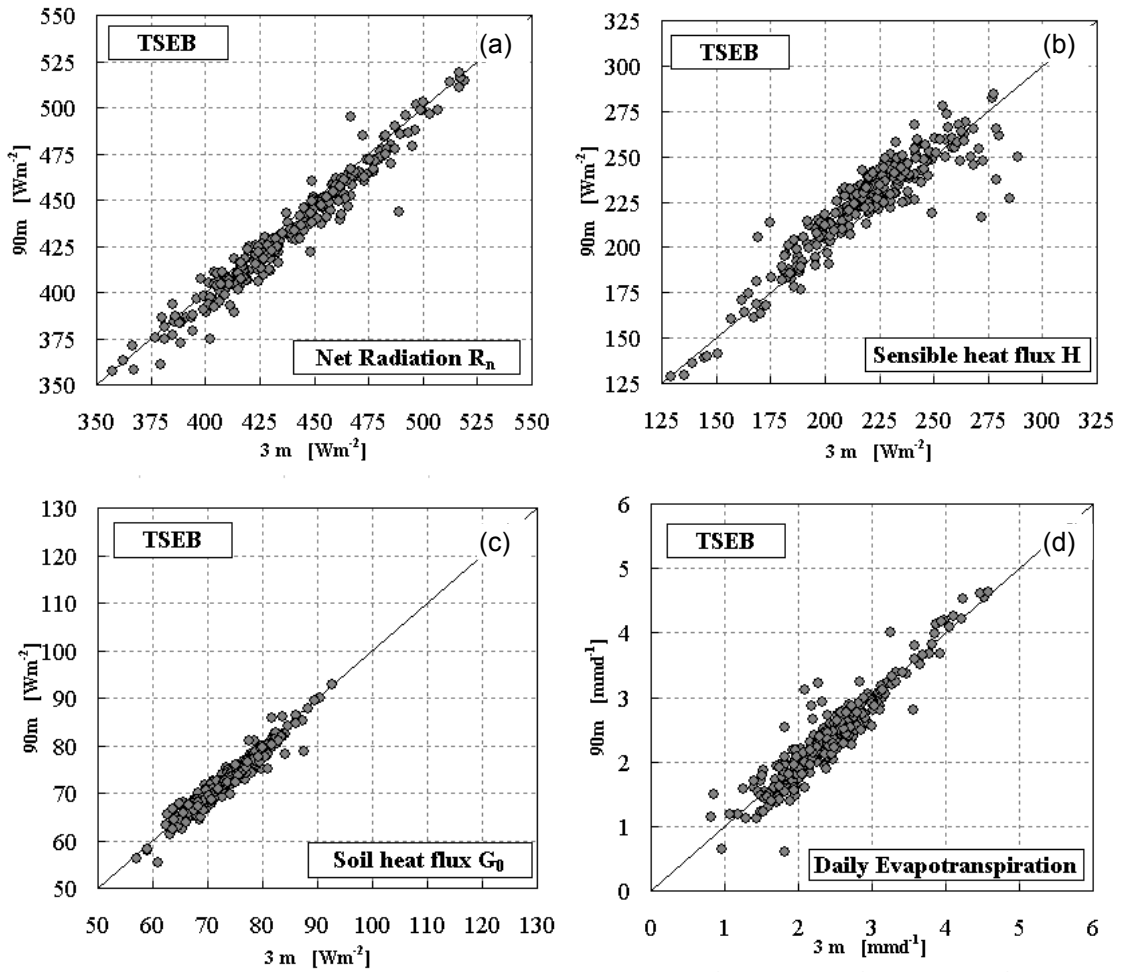 550
TSEB
(a)
525
500
475
450
425
400
375
350
90m [Wm-2]
Net Radiation Rn
350 375 400 425 450 475 500 525 550
3 m [Wm-2]
325
TSEB
(b)
300
275
250
225
200
175
150
125
90m [Wm-2]
Sensible heat flux H
125 150 175 200 225 250 275 300 325
3 m [Wm-2]
130
TSEB
(c)
120
110
100
90
80
70
60
50
90m [Wm-2]
Soil heat flux G0
50 60 70 80 90 100 110 120 130
3 m [Wm-2]
6
TSEB
(d)
5
4
3
2
1
0
90m [mmd-1]
Daily Evapotranspiration
0 1 2 3 4 5 6
3 m [mmd-1]